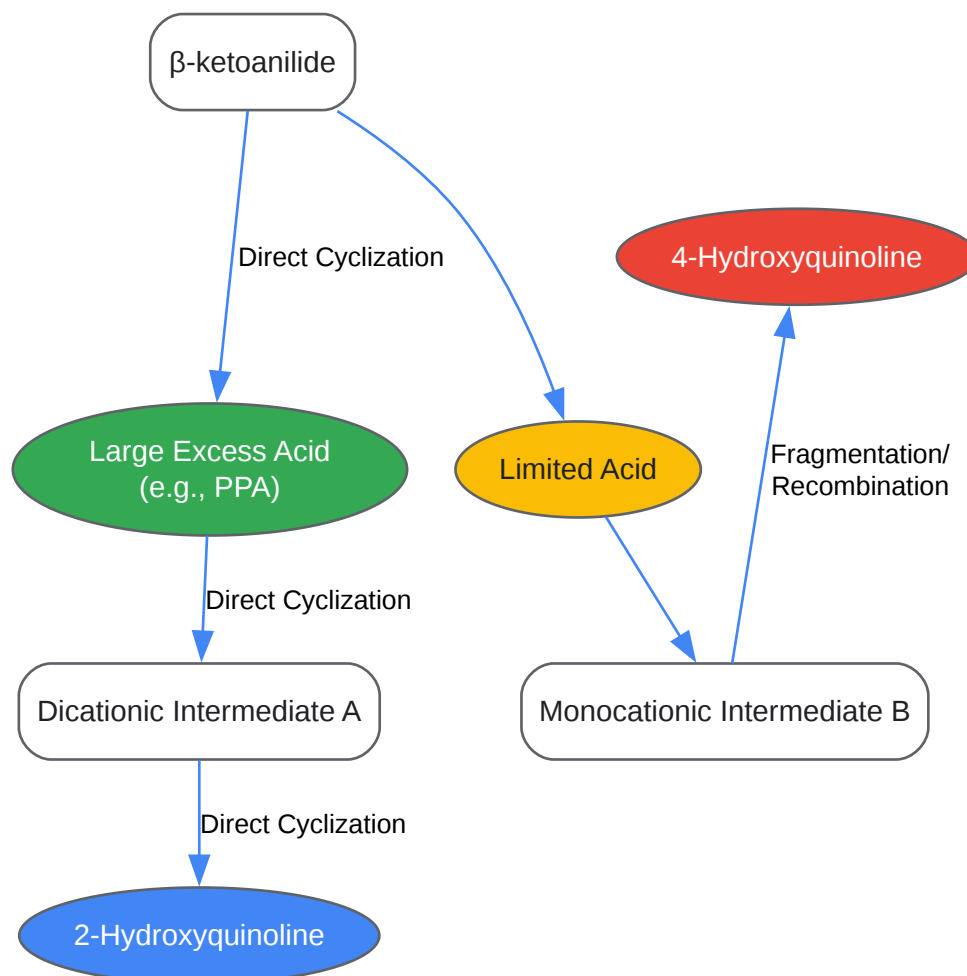 β-ketoanilide
Direct Cyclization
4-Hydroxyquinoline
Large Excess Acid
(e.g., PPA)
Limited Acid
Fragmentation/
Recombination
Direct Cyclization
Dicationic Intermediate A
Monocationic Intermediate B
Direct Cyclization
2-Hydroxyquinoline